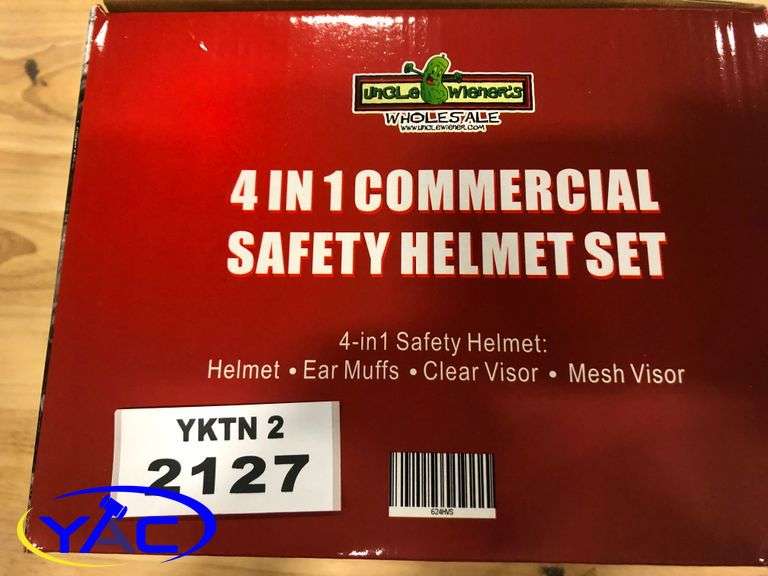 UNCLE WIENER'S
WHOLESALE
WWW.UNCLEWIENER.COM
4 IN 1 COMMERCIAL
SAFETY HELMET SET
4-in1 Safety Helmet:
Helmet • Ear Muffs • Clear Visor • Mesh Visor
YKTN 2
2127
624HVS
YAC